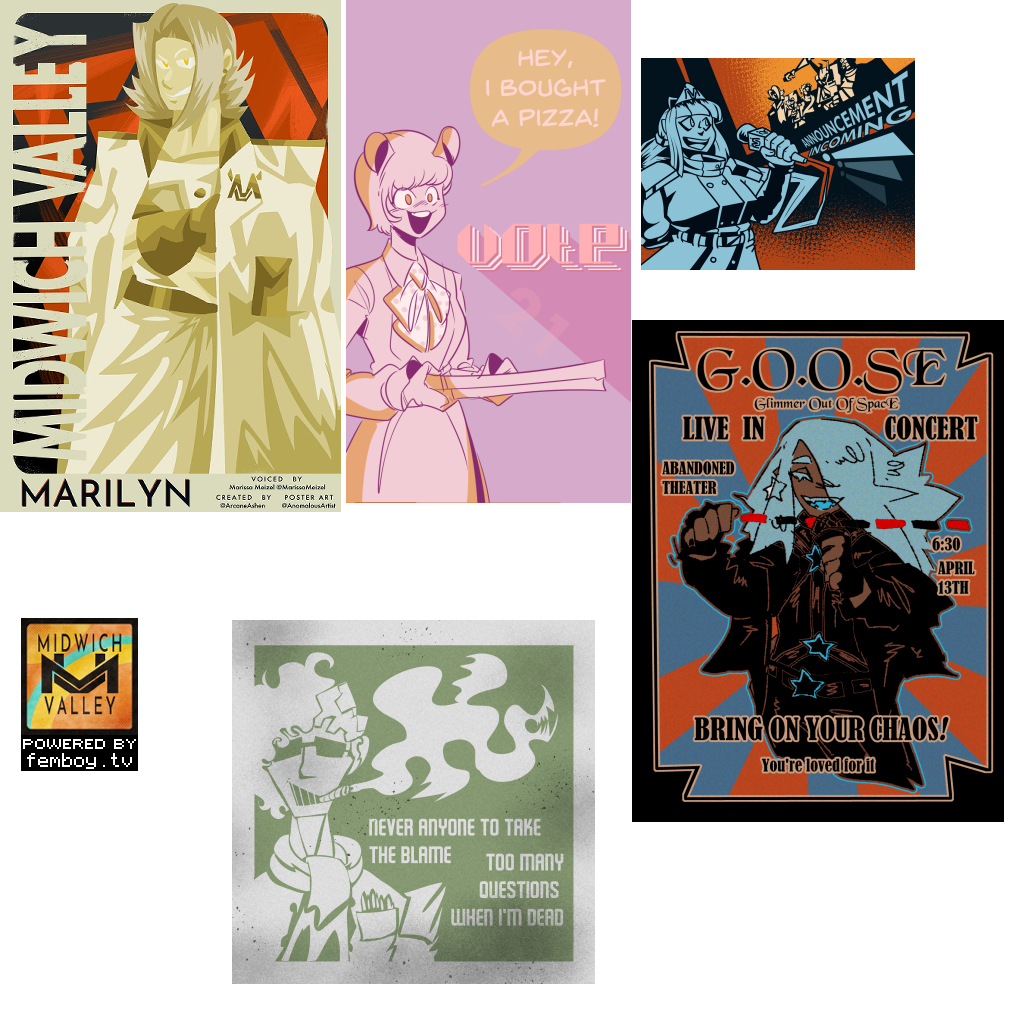 MIDWICH VALLEY
MARILYN
VOICED BY
Marissa Meizel @MarissaMeizel
CREATED BY POSTER ART
@ArcaneAshen @AnomalousArtist
HEY,
I BOUGHT
A PIZZA!
vote
21
ANNOUNCEMENT
INCOMING
G.O.O.SE
Glimmer Out Of SpacE
LIVE IN CONCERT
ABANDONED
THEATER
6:30
APRIL
13TH
BRING ON YOUR CHAOS!
You're loved for it
MIDWICH
VALLEY
POWERED BY
femboy.tv
NEVER ANYONE TO TAKE
THE BLAME
TOO MANY
QUESTIONS
WHEN I'M DEAD